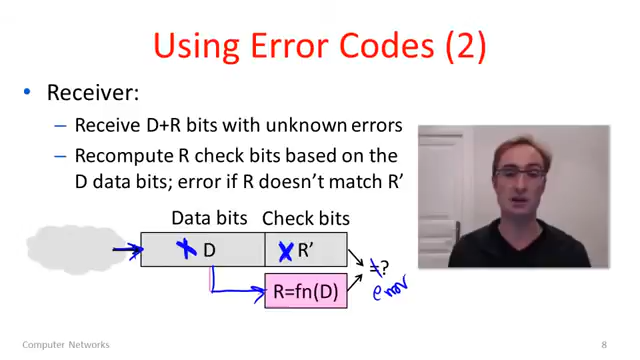 Using Error Codes (2)
• Receiver:
– Receive D+R bits with unknown errors
– Recompute R check bits based on the
D data bits; error if R doesn't match R'
Data bits Check bits
D R'
=?
R=fn(D) error
Computer Networks 8